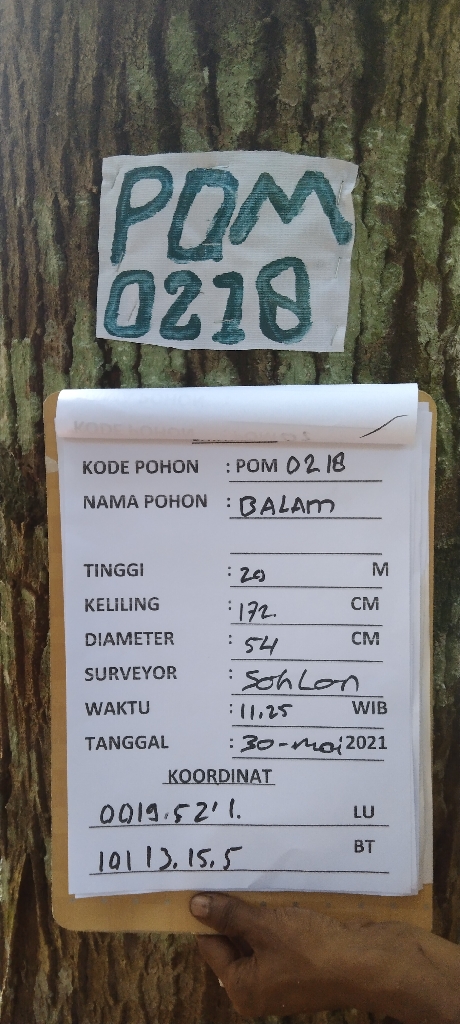 POM
0218
KODE POHON : POM 0218
NAMA POHON : BALAM
TINGGI : 20 M
KELILING : 172. CM
DIAMETER : 54 CM
SURVEYOR : Sohlon
WAKTU : 11.25 WIB
TANGGAL : 30-mai 2021
KOORDINAT
0019.52'1. LU
10113.15.5 BT